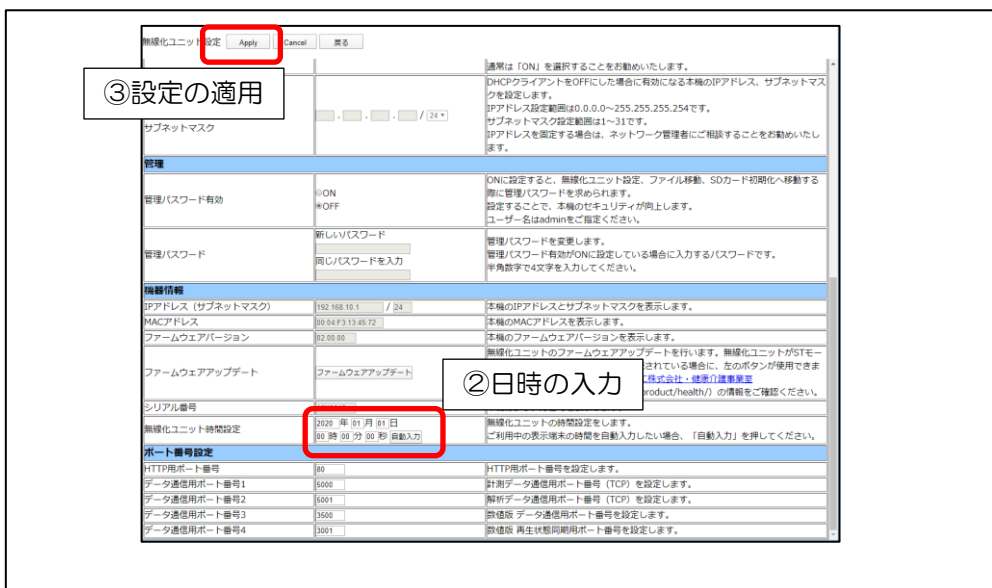 無線化ユニット設定 Apply Cancel 戻る
③設定の適用
通常は「ON」を選択することをお勧めいたします。
サブネットマスク
. . . / 24
DHCPクライアントをOFFにした場合に有効になる本機のIPアドレス、サブネットマスクを設定します。
IPアドレス設定範囲は0.0.0.0～255.255.255.254です。
サブネットマスク設定範囲は1～31です。
IPアドレスを固定する場合は、ネットワーク管理者にご相談することをお勧めいたします。
管理
管理パスワード有効
ON
OFF
ONに設定すると、無線化ユニット設定、ファイル移動、SDカード初期化へ移動する際に管理パスワードを求められます。
設定することで、本機のセキュリティが向上します。
ユーザー名はadminをご指定ください。
管理パスワード
新しいパスワード
同じパスワードを入力
管理パスワードを変更します。
管理パスワード有効がONに設定している場合に入力するパスワードです。
半角数字で4文字を入力してください。
機器情報
IPアドレス（サブネットマスク） 192.168.10.1 / 24 本機のIPアドレスとサブネットマスクを表示します。
MACアドレス 00:04:F3:13:45:72 本機のMACアドレスを表示します。
ファームウェアバージョン 02.00.00 本機のファームウェアバージョンを表示します。
ファームウェアアップデート ファームウェアアップデート
無線化ユニットのファームウェアアップデートを行います。無線化ユニットがSTモー
されている場合に、左のボタンが使用できま
株式会社・健康介護事業室
product/health/）の情報をご確認ください。
②日時の入力
シリアル番号
無線化ユニット時間設定
2020 年 01 月 01 日
00 時 00 分 00 秒 自動入力
無線化ユニットの時間設定をします。
ご利用中の表示端末の時間を自動入力したい場合、「自動入力」を押してください。
ポート番号設定
HTTP用ポート番号 80 HTTP用ポート番号を設定します。
データ通信用ポート番号1 5000 計測データ通信用ポート番号（TCP）を設定します。
データ通信用ポート番号2 5001 解析データ通信用ポート番号（TCP）を設定します。
データ通信用ポート番号3 3500 数値版 データ通信用ポート番号を設定します。
データ通信用ポート番号4 3001 数値版 再生状態同期用ポート番号を設定します。